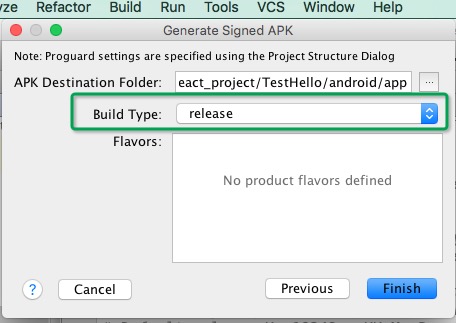 yze Refactor Build Run Tools VCS Window Help
Generate Signed APK
Note: Proguard settings are specified using the Project Structure Dialog
APK Destination Folder: eact_project/TestHello/android/app ...
Build Type: release
Flavors:
No product flavors defined
? Cancel Previous Finish